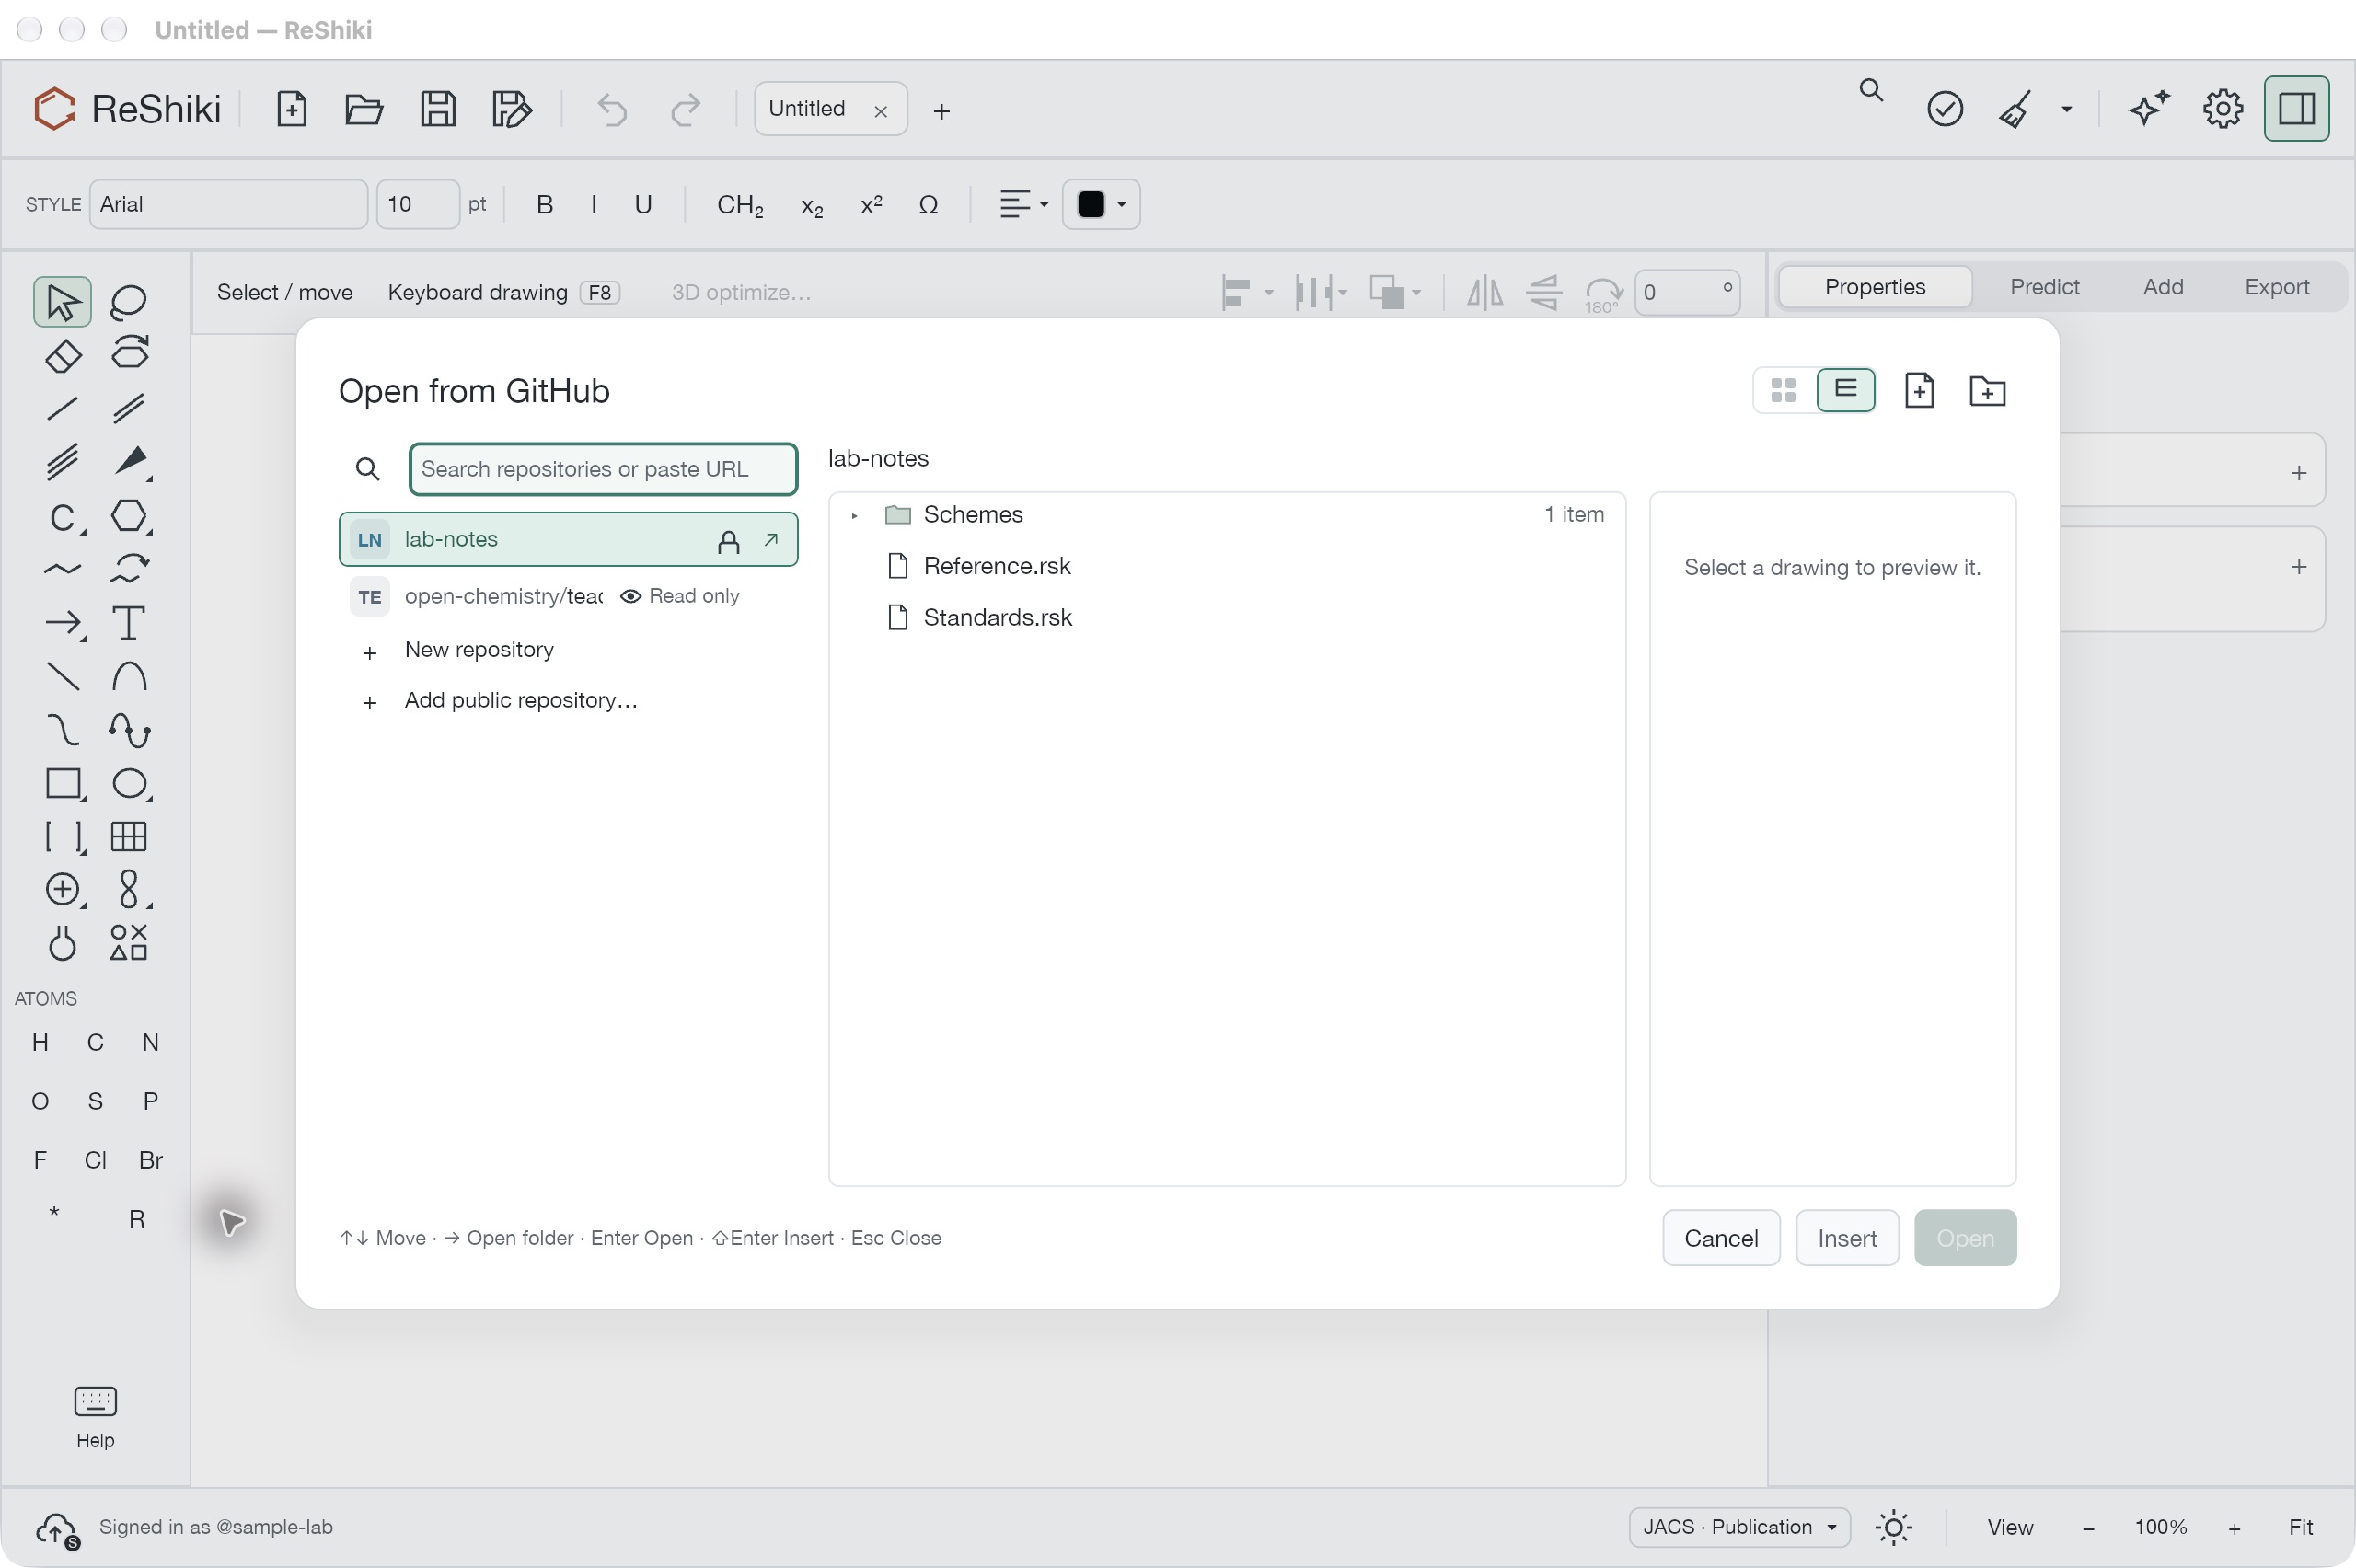 Untitled — ReShiki
ReShiki
Untitled
STYLE Arial 10 pt B I U CH₂ x₂ x² Ω
Select / move Keyboard drawing F8 3D optimize… 180° 0 °
Properties Predict Add Export
Open from GitHub
Search repositories or paste URL
LN lab-notes
TE open-chemistry/teac Read only
+ New repository
+ Add public repository…
lab-notes
Schemes 1 item
Reference.rsk
Standards.rsk
Select a drawing to preview it.
↑↓ Move · → Open folder · Enter Open · ⇧Enter Insert · Esc Close
Cancel Insert Open
C
T
ATOMS
H C N
O S P
F Cl Br
* R
Help
S Signed in as @sample-lab
JACS · Publication View − 100% + Fit